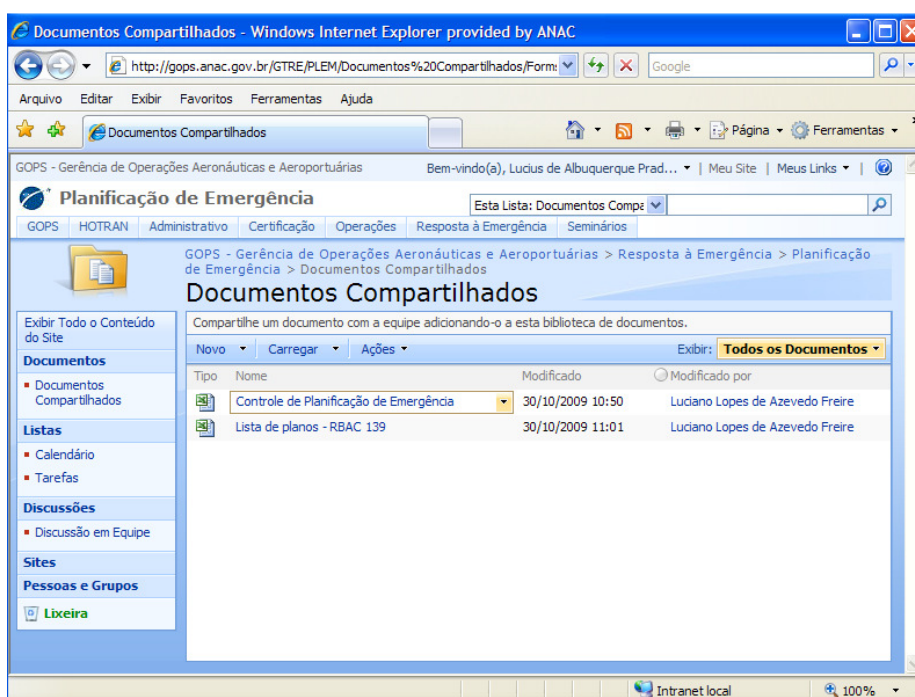 Documentos Compartilhados - Windows Internet Explorer provided by ANAC
http://gops.anac.gov.br/GTRE/PLEM/Documentos%20Compartilhados/Form:
Google
Arquivo Editar Exibir Favoritos Ferramentas Ajuda
Documentos Compartilhados
Página Ferramentas
GOPS - Gerência de Operações Aeronáuticas e Aeroportuárias
Bem-vindo(a), Lucius de Albuquerque Prad... | Meu Site | Meus Links |
Planificação de Emergência
Esta Lista: Documentos Compa
GOPS HOTRAN Administrativo Certificação Operações Resposta à Emergência Seminários
GOPS - Gerência de Operações Aeronáuticas e Aeroportuárias > Resposta à Emergência > Planificação
de Emergência > Documentos Compartilhados
Documentos Compartilhados
Exibir Todo o Conteúdo
do Site
Documentos
Documentos
Compartilhados
Listas
Calendário
Tarefas
Discussões
Discussão em Equipe
Sites
Pessoas e Grupos
Lixeira
Compartilhe um documento com a equipe adicionando-o a esta biblioteca de documentos.
Novo Carregar Ações Exibir: Todos os Documentos
Tipo Nome Modificado Modificado por
Controle de Planificação de Emergência 30/10/2009 10:50 Luciano Lopes de Azevedo Freire
Lista de planos - RBAC 139 30/10/2009 11:01 Luciano Lopes de Azevedo Freire
Intranet local 100%